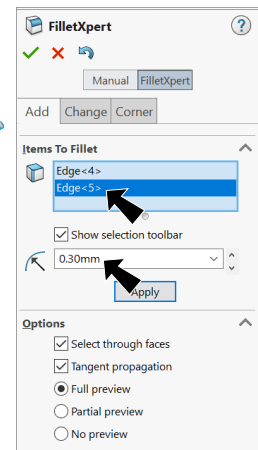 FilletXpert
?
Manual FilletXpert
Add Change Corner
Items To Fillet
Edge<4>
Edge<5>
Show selection toolbar
0.30mm
Apply
Options
Select through faces
Tangent propagation
Full preview
Partial preview
No preview